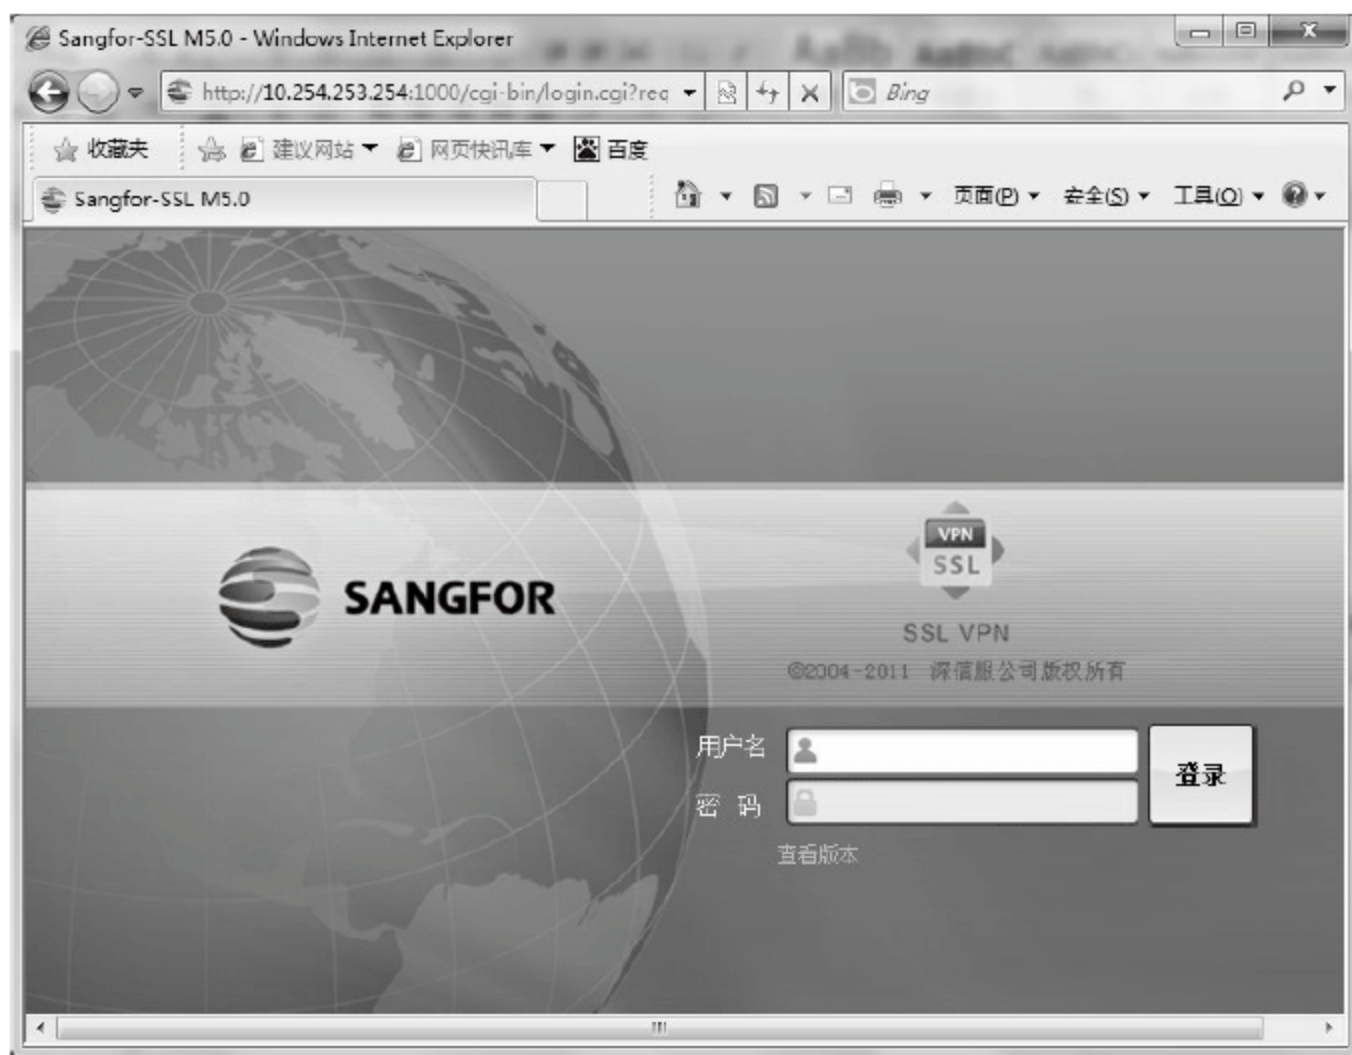 Sangfor-SSL M5.0 - Windows Internet Explorer
http://10.254.253.254:1000/cgi-bin/login.cgi?req
Bing
收藏夹 建议网站 网页快讯库 百度
Sangfor-SSL M5.0
页面(P) 安全(S) 工具(O)
VPN
SSL
SANGFOR
SSL VPN
©2004-2011 深信服公司版权所有
用户名
登录
密 码
查看版本